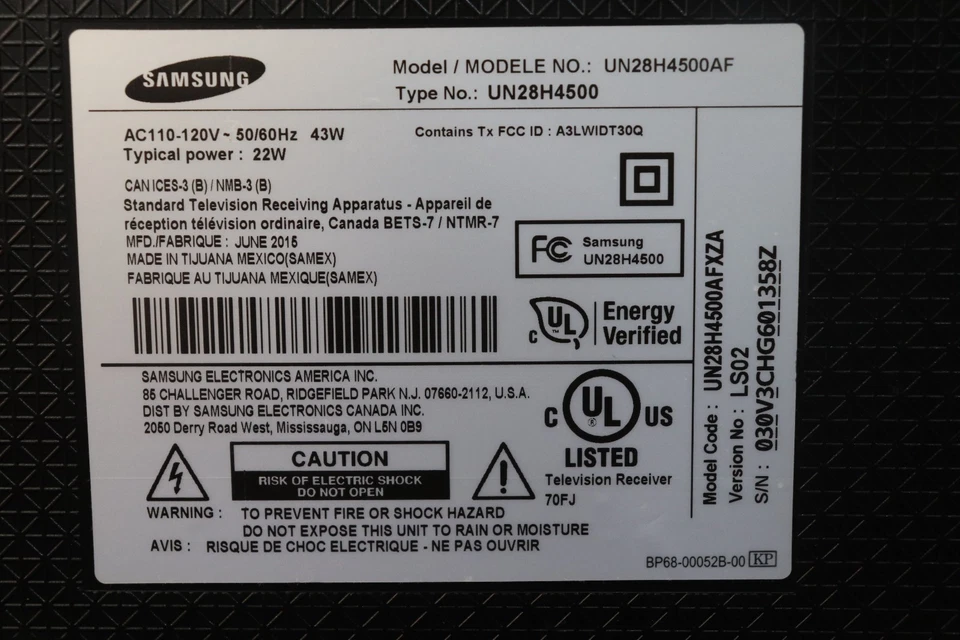 SAMSUNG
Model / MODELE NO.: UN28H4500AF
Type No.: UN28H4500
AC110-120V ~ 50/60Hz 43W
Typical power : 22W
Contains Tx FCC ID : A3LWIDT30Q
CAN ICES-3 (B) / NMB-3 (B)
Standard Television Receiving Apparatus - Appareil de
réception télévision ordinaire, Canada BETS-7 / NTMR-7
MFD./FABRIQUE : JUNE 2015
MADE IN TIJUANA MEXICO(SAMEX)
FABRIQUE AU TIJUANA MEXIQUE(SAMEX)
FC Samsung
UN28H4500
C UL ™ Energy
Verified
SAMSUNG ELECTRONICS AMERICA INC.
85 CHALLENGER ROAD, RIDGEFIELD PARK N.J. 07660-2112, U.S.A.
DIST BY SAMSUNG ELECTRONICS CANADA INC.
2050 Derry Road West, Mississauga, ON L5N 0B9
C UL ® US
LISTED
Television Receiver
70FJ
CAUTION
RISK OF ELECTRIC SHOCK
DO NOT OPEN
WARNING : TO PREVENT FIRE OR SHOCK HAZARD
DO NOT EXPOSE THIS UNIT TO RAIN OR MOISTURE
AVIS : RISQUE DE CHOC ELECTRIQUE - NE PAS OUVRIR
Model Code : UN28H4500AFXZA
Version No : LS02
S/N : 030V3CHG601358Z
BP68-00052B-00 KP